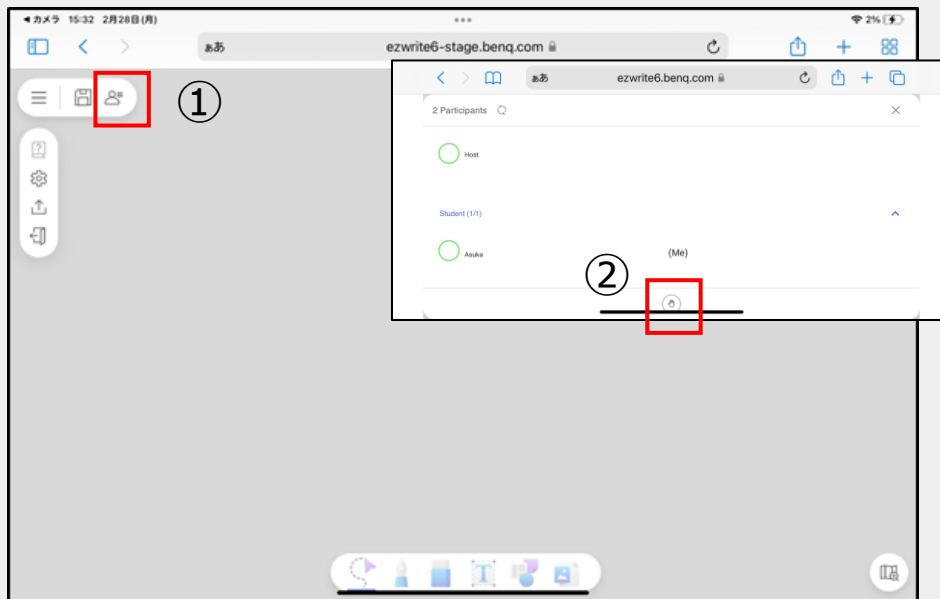 ◀カメラ 15:32 2月28日(月) 2%
ぁあ ezwrite6-stage.benq.com
①
ぁあ ezwrite6.benq.com
2 Participants
Host
Student (1/1)
Asuka (Me)
②
T